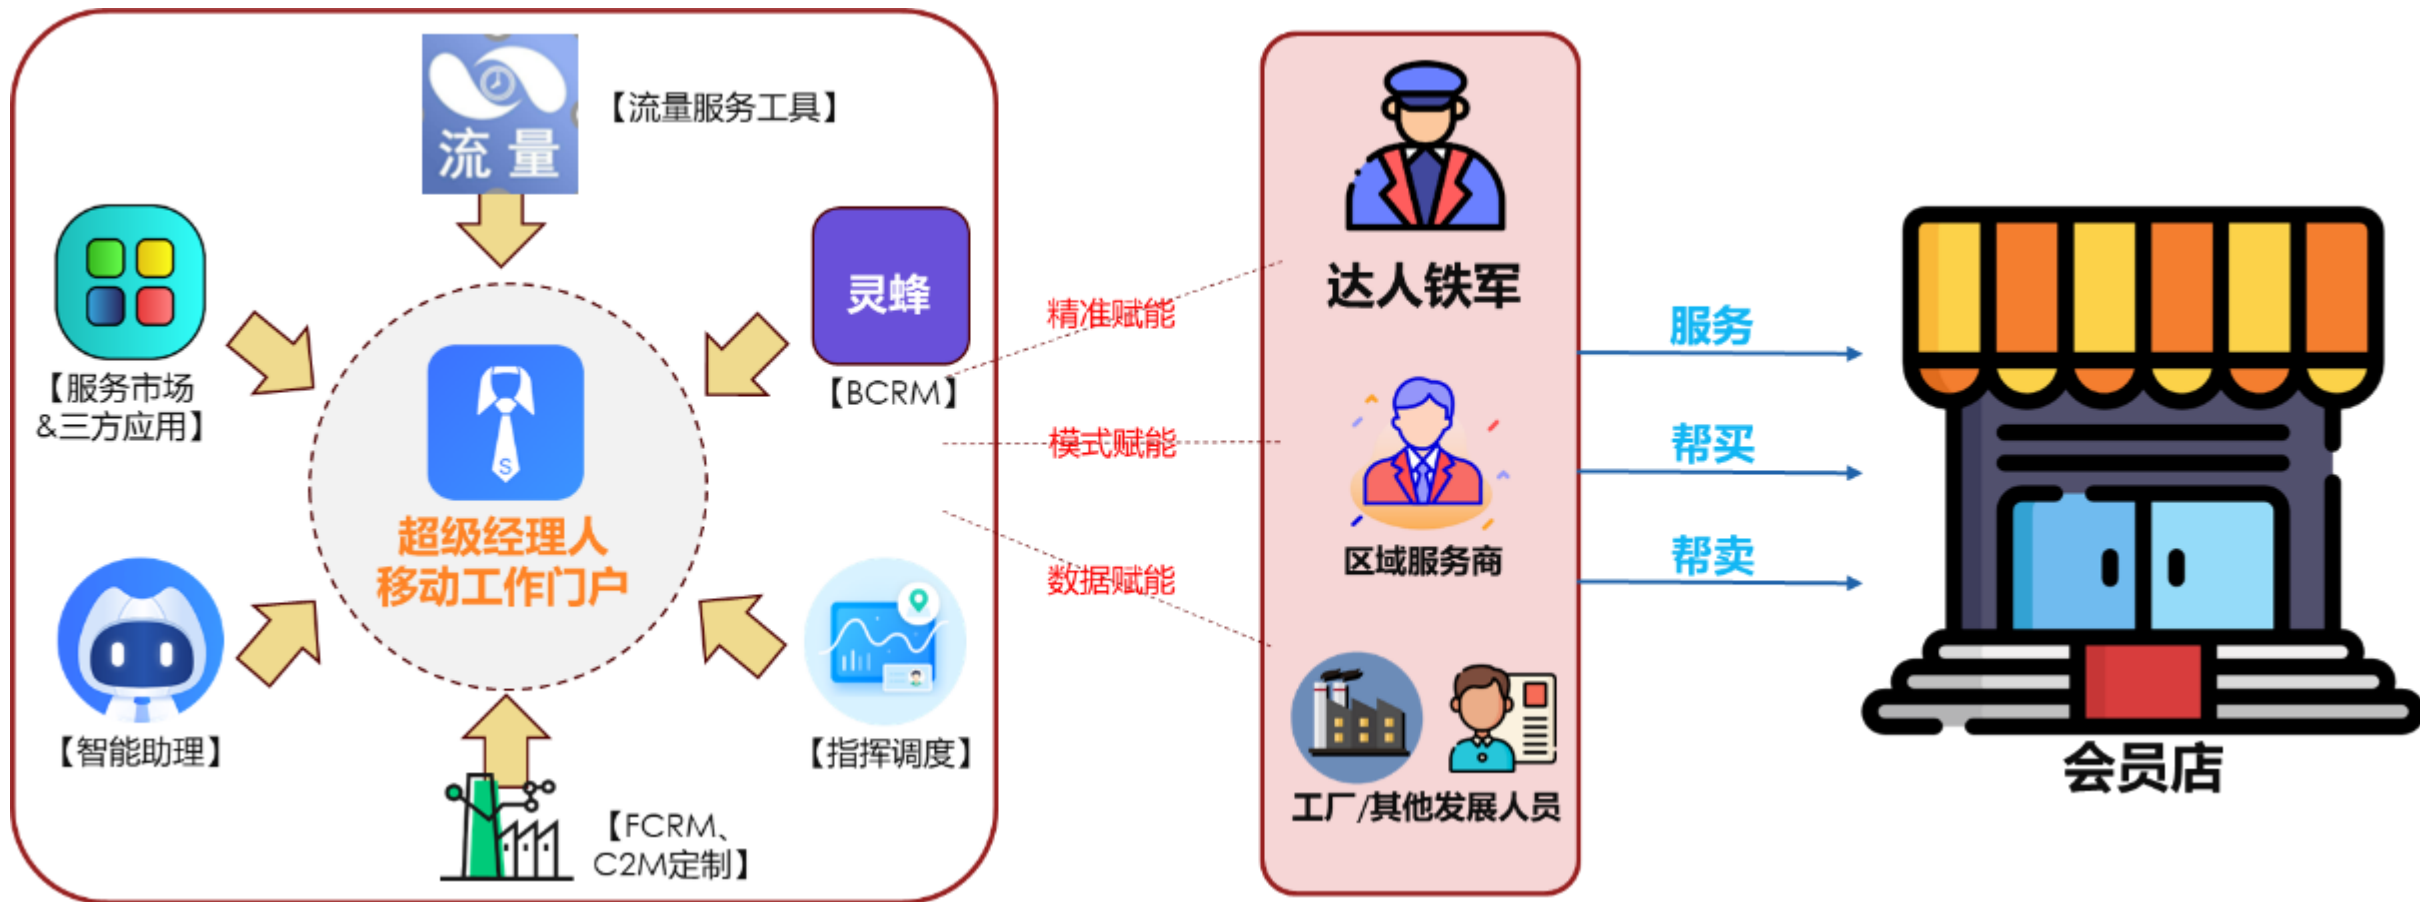 流量
【流量服务工具】
灵蜂
【BCRM】
【服务市场
&三方应用】
S
超级经理人
移动工作门户
【智能助理】
【指挥调度】
【FCRM、
C2M定制】
精准赋能
模式赋能
数据赋能
达人铁军
区域服务商
工厂/其他发展人员
服务
帮买
帮卖
会员店